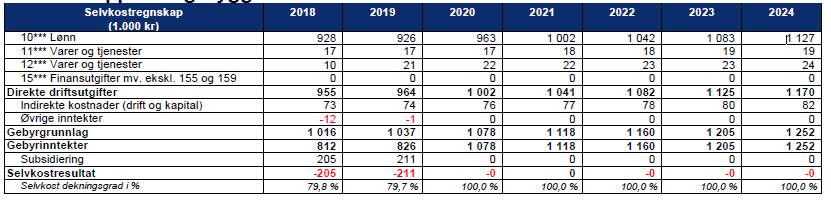 Selvkostregnskap 2018 2019 2020 2021 2022 2023 2024
(1.000 kr)
10*** Lønn 928 926 963 1 002 1 042 1 083 1 127
11*** Varer og tjenester 17 17 17 18 18 19 19
12*** Varer og tjenester 10 21 22 22 23 23 24
15*** Finansutgifter mv. ekskl. 155 og 159 0 0 0 0 0 0 0
Direkte driftsutgifter 955 964 1 002 1 041 1 082 1 125 1 170
Indirekte kostnader (drift og kapital) 73 74 76 77 78 80 82
Øvrige inntekter -12 -1 0 0 0 0 0
Gebyrgrunnlag 1 016 1 037 1 078 1 118 1 160 1 205 1 252
Gebyrinntekter 812 826 1 078 1 118 1 160 1 205 1 252
Subsidiering 205 211 0 0 0 0 0
Selvkostresultat -205 -211 -0 0 -0 -0 -0
Selvkost dekningsgrad i % 79,8 % 79,7 % 100,0 % 100,0 % 100,0 % 100,0 % 100,0 %